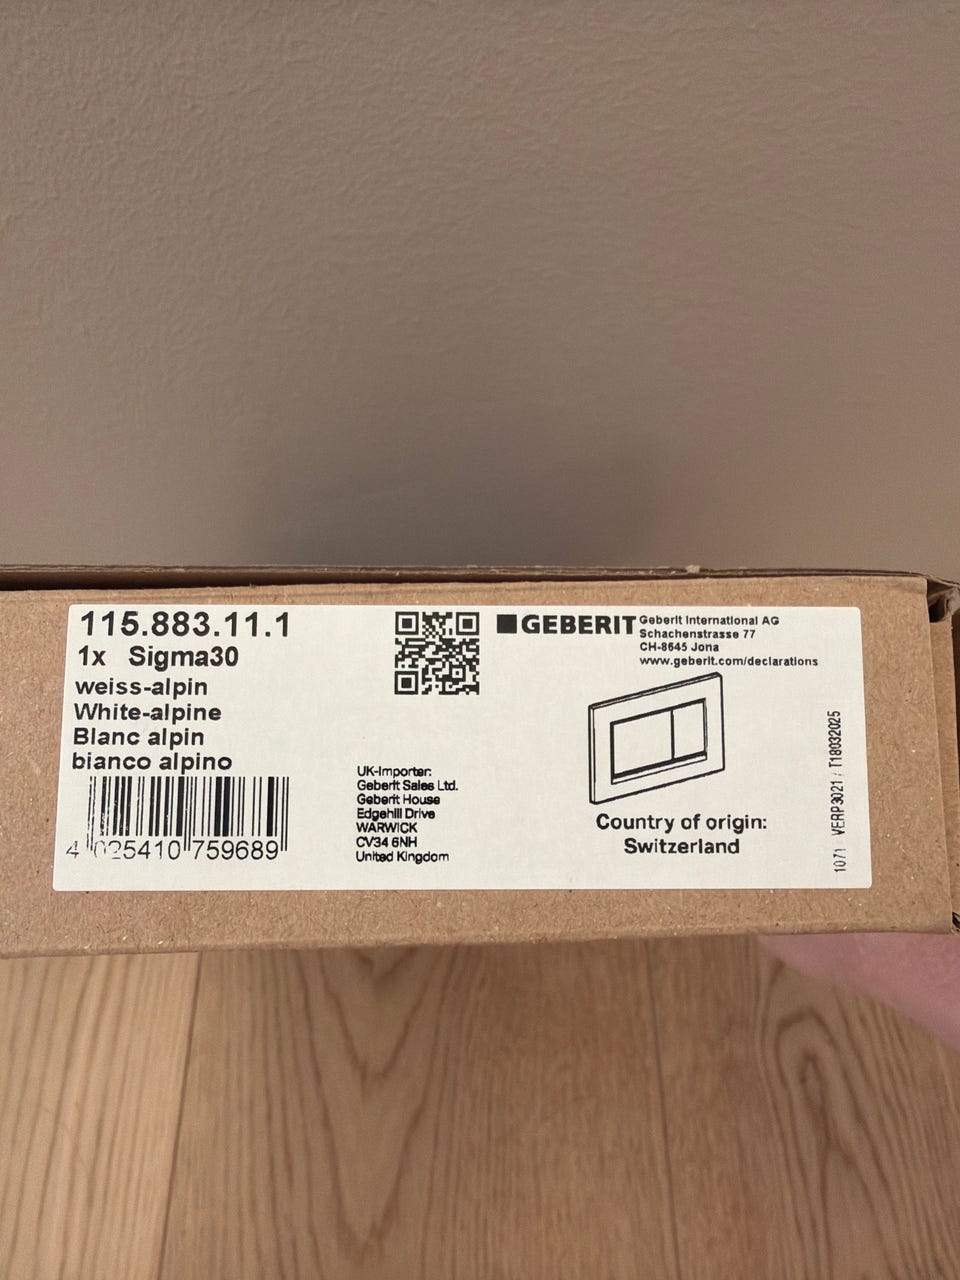 115.883.11.1
1x Sigma30
weiss-alpin
White-alpine
Blanc alpin
bianco alpino
4 025410 759689
UK-Importer:
Geberit Sales Ltd.
Geberit House
Edgehill Drive
WARWICK
CV34 6NH
United Kingdom
GEBERIT
Geberit International AG
Schachenstrasse 77
CH-8645 Jona
www.geberit.com/declarations
Country of origin:
Switzerland
1071 VERP3021 / T18032025